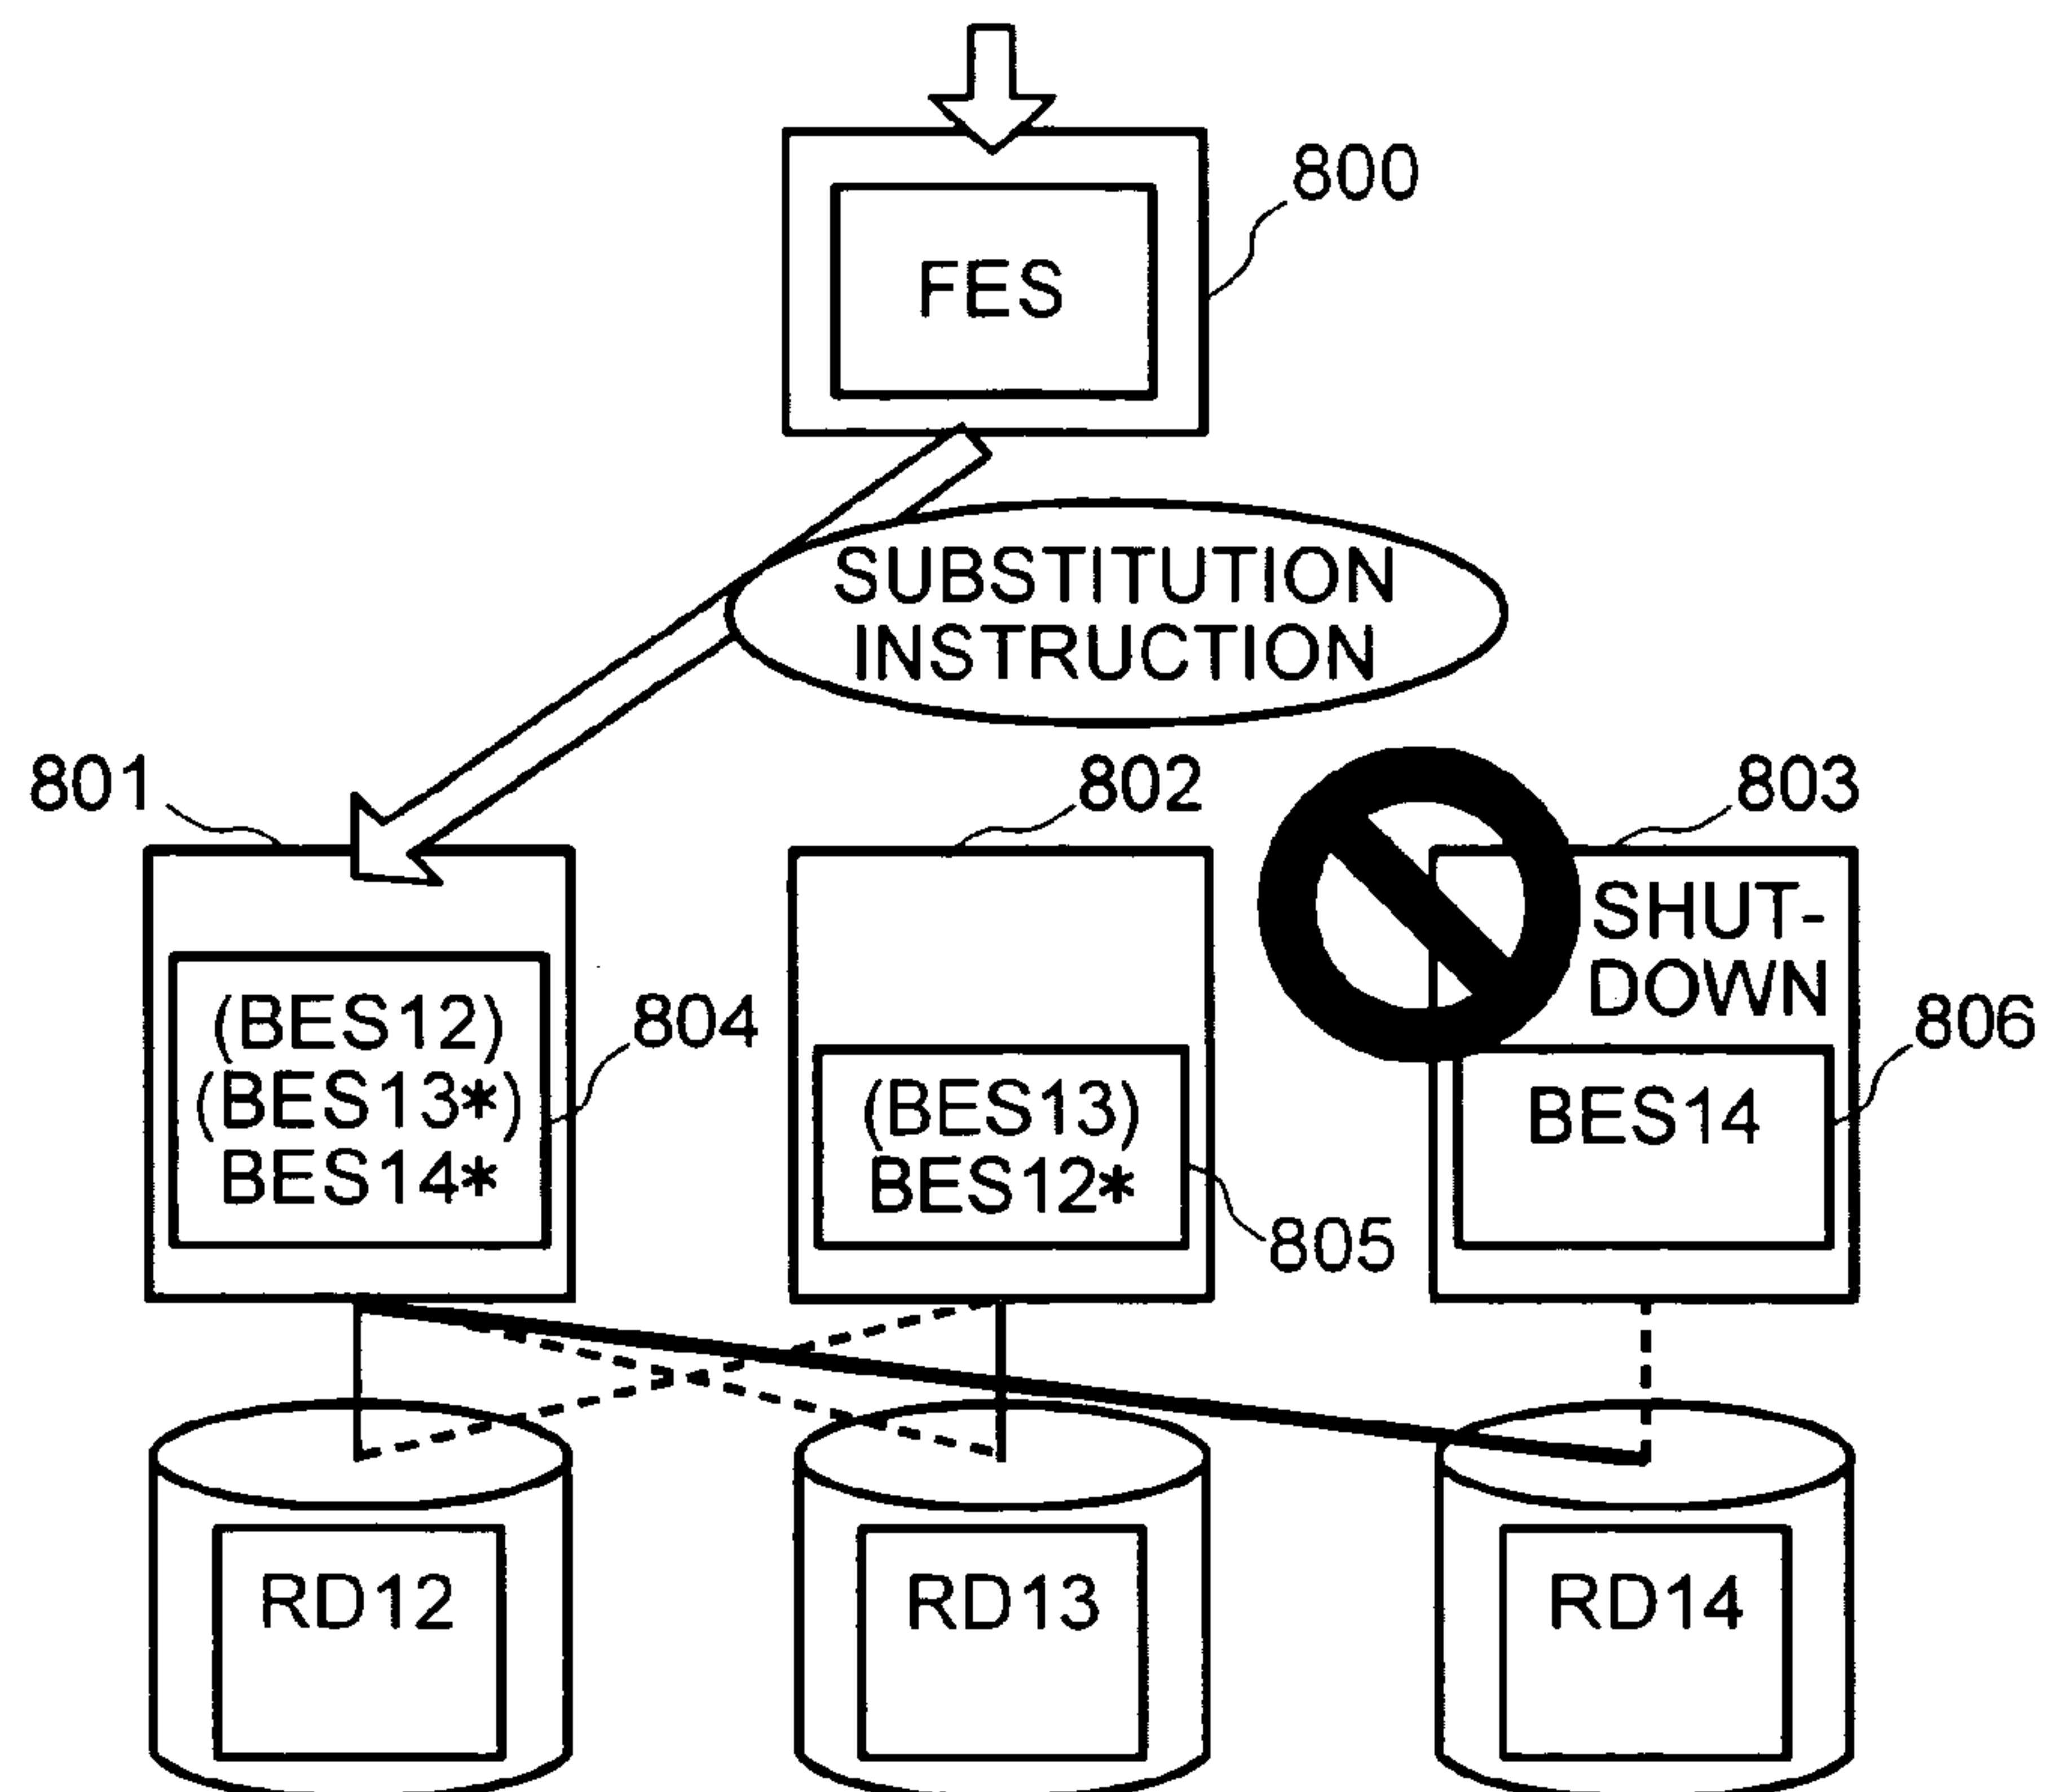 800
FES
SUBSTITUTION
INSTRUCTION
801
802
803
SHUT-
DOWN
(BES12)
(BES13*)
BES14*
804
(BES13)
BES12*
805
BES14
806
RD12
RD13
RD14